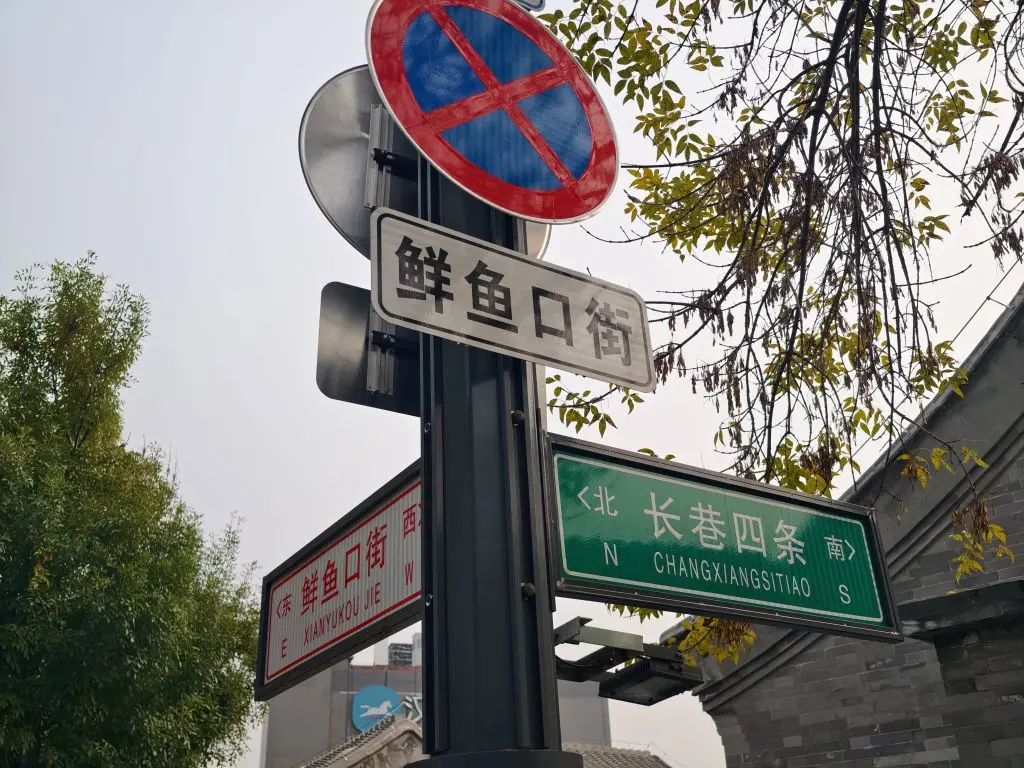 鲜鱼口街
<北 长巷四条 南>
N CHANGXIANGSITIAO S
<东 鲜鱼口街 西>
E XIANYUKOU JIE W